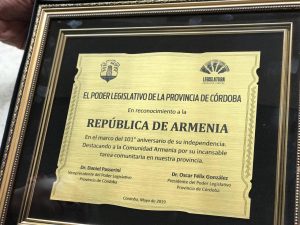 LEGISLATURA
EL PODER LEGISLATIVO DE LA PROVINCIA DE CÓRDOBA
En reconocimiento a la
REPÚBLICA DE ARMENIA
En el marco del 101° aniversario de su independencia.
Destacando a la Comunidad Armenia por su incansable
tarea comunitaria en nuestra provincia.
Dr. Daniel Passerini
Vicepresidente del Poder Legislativo
Provincia de Córdoba
Dr. Oscar Félix González
Presidente del Poder Legislativo
Provincia de Córdoba
Córdoba, Mayo de 2019